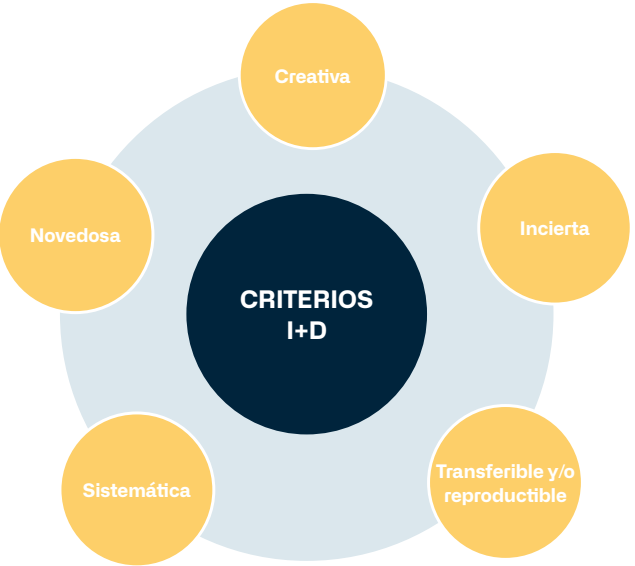 Creativa
Novedosa
Incierta
CRITERIOS
I+D
Sistemática
Transferible y/o
reproductible